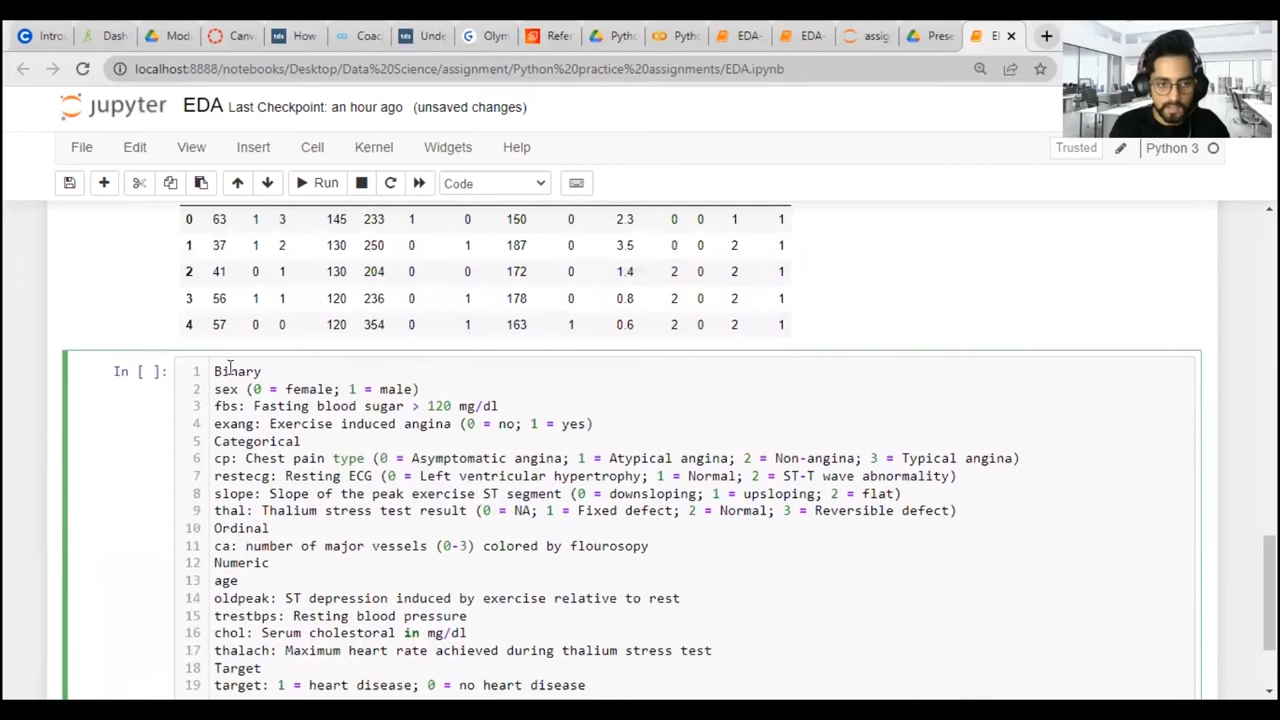 Intro
Dash
Mod
Canv
How
Coac
Unde
Olym
Refer
Pytho
Pytho
EDA-
EDA-
assig
Prese
localhost:8888/notebooks/Desktop/Data%20Science/assignment/Python%20practice%20assignments/EDA.ipynb
jupyter EDA Last Checkpoint: an hour ago (unsaved changes)
File Edit View Insert Cell Kernel Widgets Help
Trusted Python 3
Run Code
0 63 1 3 145 233 1 0 150 0 2.3 0 0 1 1
1 37 1 2 130 250 0 1 187 0 3.5 0 0 2 1
2 41 0 1 130 204 0 0 172 0 1.4 2 0 2 1
3 56 1 1 120 236 0 1 178 0 0.8 2 0 2 1
4 57 0 0 120 354 0 1 163 1 0.6 2 0 2 1
In [ ]: 1 Binary
2 sex (0 = female; 1 = male)
3 fbs: Fasting blood sugar > 120 mg/dl
4 exang: Exercise induced angina (0 = no; 1 = yes)
5 Categorical
6 cp: Chest pain type (0 = Asymptomatic angina; 1 = Atypical angina; 2 = Non-angina; 3 = Typical angina)
7 restecg: Resting ECG (0 = Left ventricular hypertrophy; 1 = Normal; 2 = ST-T wave abnormality)
8 slope: Slope of the peak exercise ST segment (0 = downsloping; 1 = upsloping; 2 = flat)
9 thal: Thalium stress test result (0 = NA; 1 = Fixed defect; 2 = Normal; 3 = Reversible defect)
10 Ordinal
11 ca: number of major vessels (0-3) colored by flourosopy
12 Numeric
13 age
14 oldpeak: ST depression induced by exercise relative to rest
15 trestbps: Resting blood pressure
16 chol: Serum cholestoral in mg/dl
17 thalach: Maximum heart rate achieved during thalium stress test
18 Target
19 target: 1 = heart disease; 0 = no heart disease